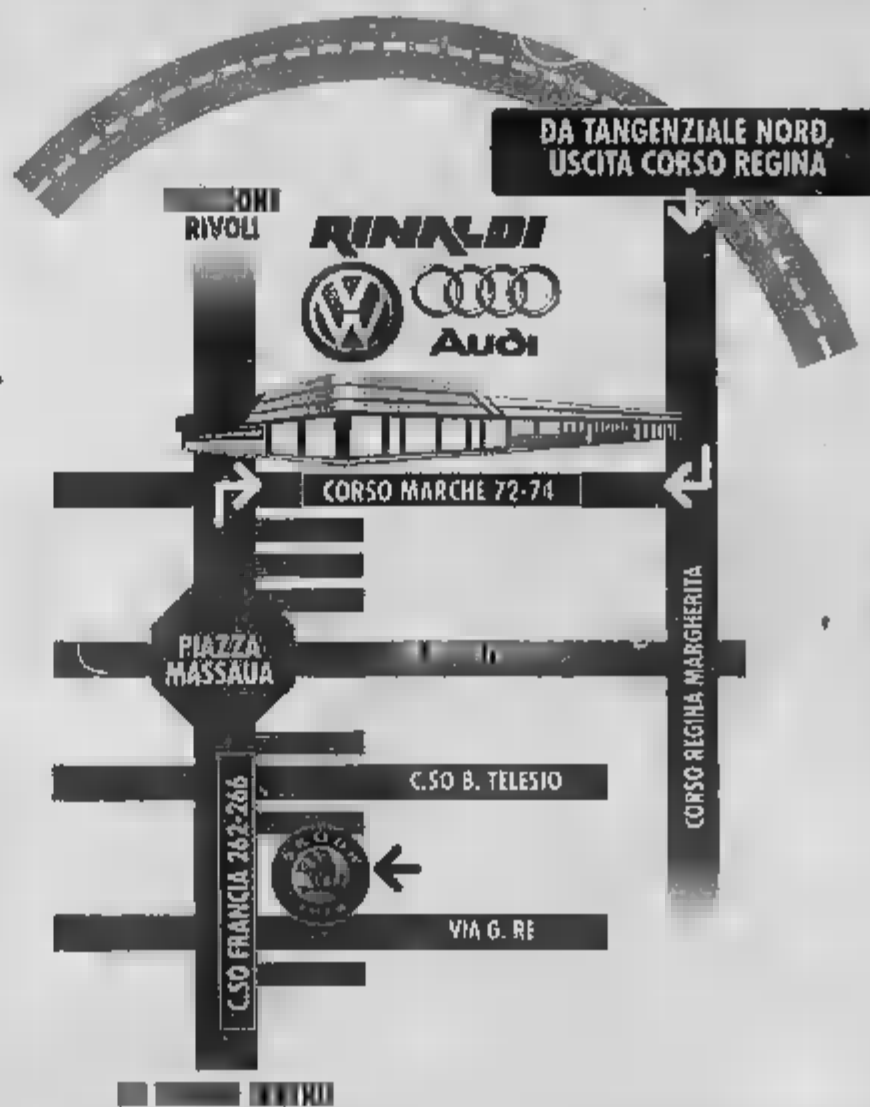 DA TANGENZIALE NORD,
USCITA CORSO REGINA
RIVOLI
RINALDI
Audi
CORSO MARCHE 72-74
PIAZZA
MASSAUA
CORSO REGINA MARGHERITA
C.SO B. TELESIO
C.SO FRANCIA 262-266
SKODA
VIA G. RE